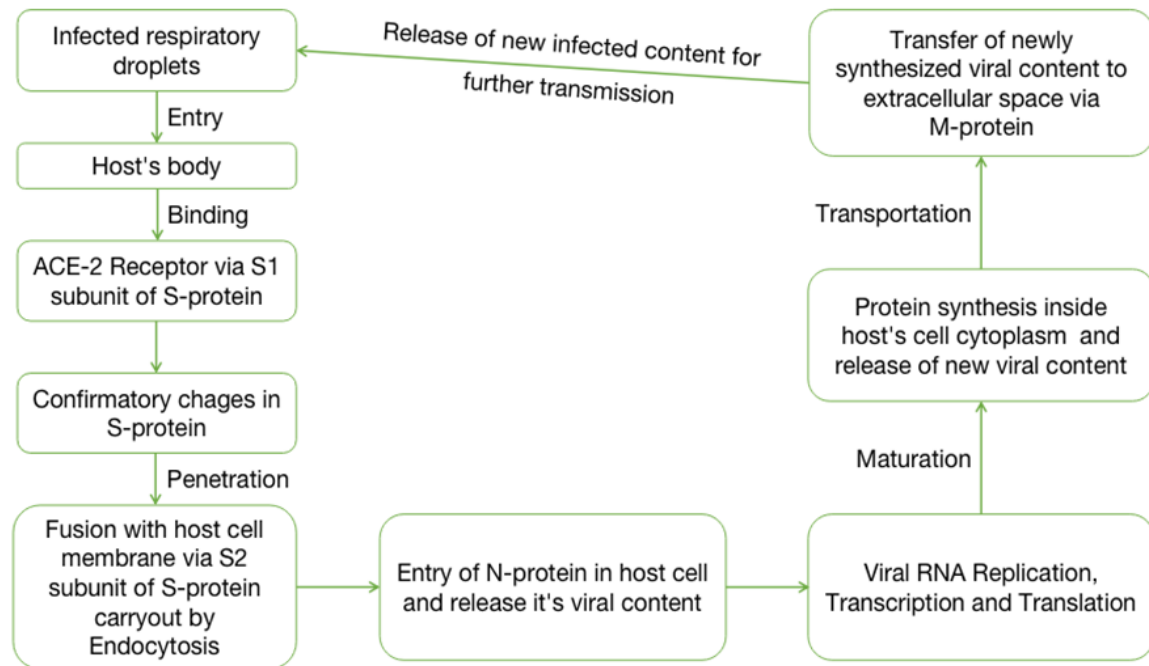 Infected respiratory
droplets
Entry
Host's body
Binding
ACE-2 Receptor via S1
subunit of S-protein
Confirmatory chages in
S-protein
Penetration
Fusion with host cell
membrane via S2
subunit of S-protein
carryout by
Endocytosis
Entry of N-protein in host cell
and release it's viral content
Viral RNA Replication,
Transcription and Translation
Maturation
Protein synthesis inside
host's cell cytoplasm and
release of new viral content
Transportation
Transfer of newly
synthesized viral content to
extracellular space via
M-protein
Release of new infected content for
further transmission